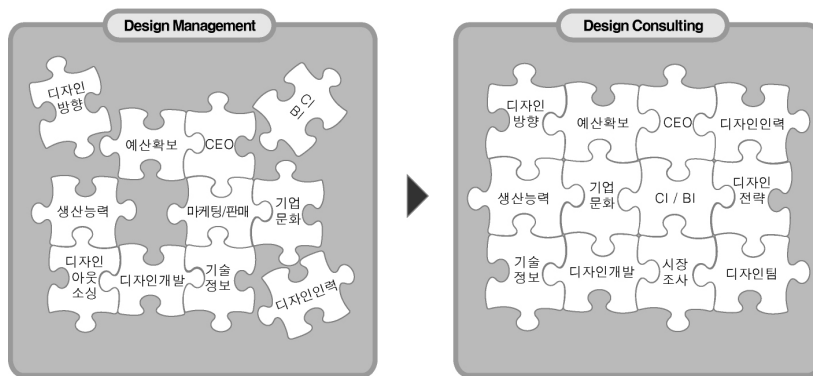 Design Management
디자인
방향
CI
BI
예산확보
CEO
생산능력
마케팅/판매
기업
문화
디자인
아웃
소싱
디자인개발
기술
정보
디자인인력
Design Consulting
디자인
방향
예산확보
CEO
디자인인력
생산능력
기업
문화
CI / BI
디자인
전략
기술
정보
디자인개발
시장
조사
디자인팀